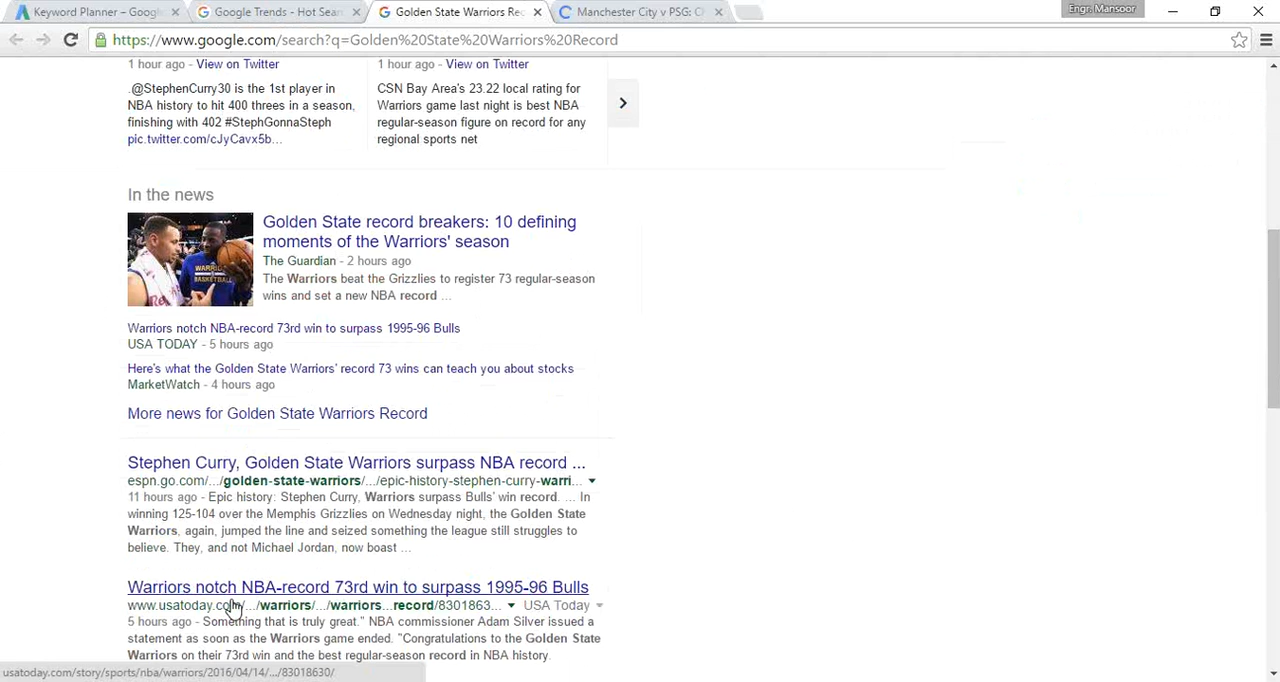 Keyword Planner – Googl
Google Trends - Hot Sear
Golden State Warriors Re
Manchester City v PSG: C
Engr. Mansoor
https://www.google.com/search?q=Golden%20State%20Warriors%20Record
1 hour ago - View on Twitter
1 hour ago - View on Twitter
.@StephenCurry30 is the 1st player in
NBA history to hit 400 threes in a season,
finishing with 402 #StephGonnaSteph
pic.twitter.com/cJyCavx5b...
CSN Bay Area's 23.22 local rating for
Warriors game last night is best NBA
regular-season figure on record for any
regional sports net
In the news
Golden State record breakers: 10 defining
moments of the Warriors' season
The Guardian - 2 hours ago
The Warriors beat the Grizzlies to register 73 regular-season
wins and set a new NBA record ...
WARRIORS
BASKETBALL
Warriors notch NBA-record 73rd win to surpass 1995-96 Bulls
USA TODAY - 5 hours ago
Here's what the Golden State Warriors' record 73 wins can teach you about stocks
MarketWatch - 4 hours ago
More news for Golden State Warriors Record
Stephen Curry, Golden State Warriors surpass NBA record ...
espn.go.com/.../golden-state-warriors/.../epic-history-stephen-curry-warri...
11 hours ago - Epic history: Stephen Curry, Warriors surpass Bulls' win record. ... In
winning 125-104 over the Memphis Grizzlies on Wednesday night, the Golden State
Warriors, again, jumped the line and seized something the league still struggles to
believe. They, and not Michael Jordan, now boast ...
Warriors notch NBA-record 73rd win to surpass 1995-96 Bulls
www.usatoday.com/.../warriors/.../warriors...record/8301863... USA Today
5 hours ago - Something that is truly great." NBA commissioner Adam Silver issued a
statement as soon as the Warriors game ended. "Congratulations to the Golden State
Warriors on their 73rd win and the best regular-season record in NBA history.
usatoday.com/story/sports/nba/warriors/2016/04/14/.../83018630/